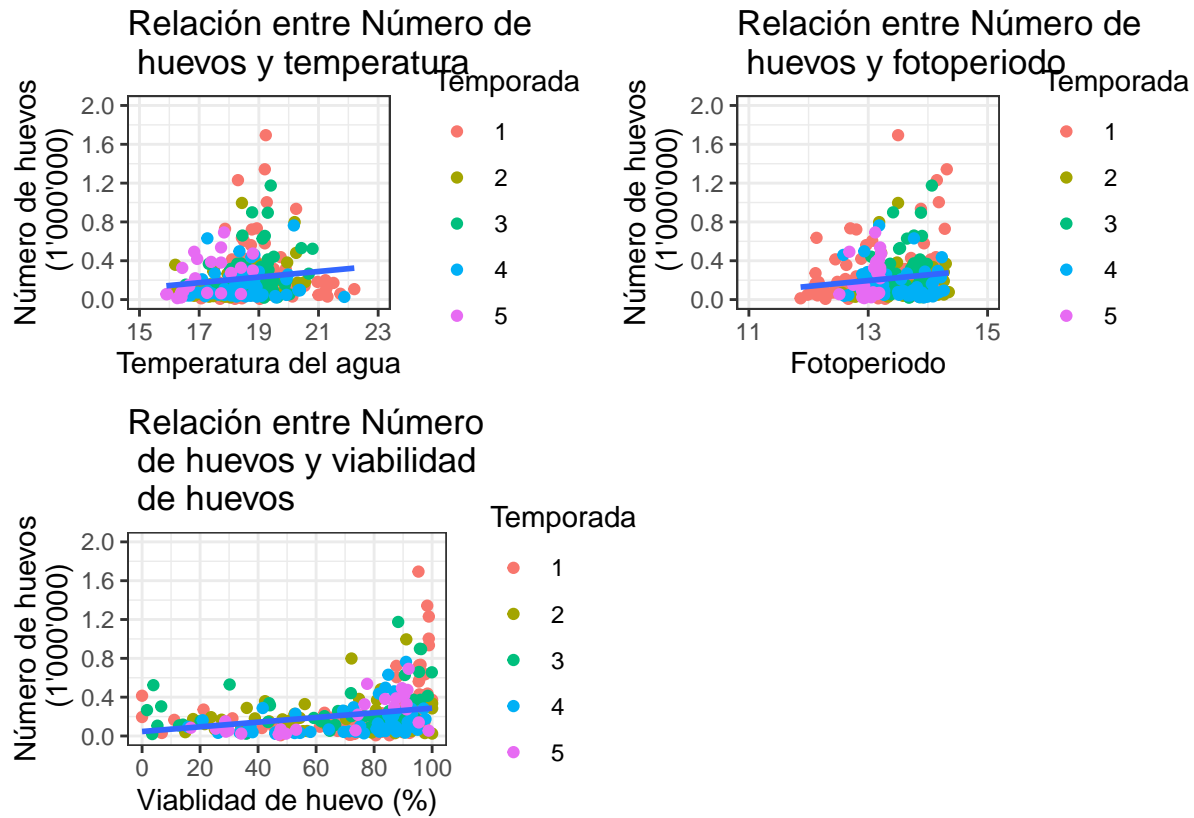 Relación entre Número de
huevos y temperatura
Temporada
1
2
3
4
5
Número de huevos
(1'000'000)
2.0
1.6
1.2
0.8
0.4
0.0
15 17 19 21 23
Temperatura del agua
Relación entre Número de
huevos y fotoperiodo
Temporada
1
2
3
4
5
Número de huevos
(1'000'000)
2.0
1.6
1.2
0.8
0.4
0.0
11 13 15
Fotoperiodo
Relación entre Número
de huevos y viabilidad
de huevos
Temporada
1
2
3
4
5
Número de huevos
(1'000'000)
2.0
1.6
1.2
0.8
0.4
0.0
0 20 40 60 80 100
Viablidad de huevo (%)